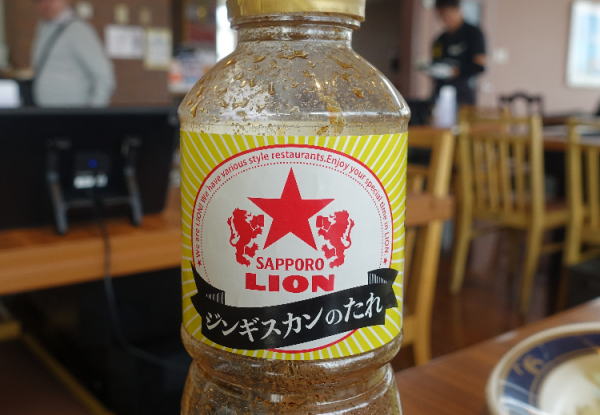 ★ We are LION! We have various style restaurants.Enjoy your special time in LION ★
SAPPORO
LION
ジンギスカンのたれ